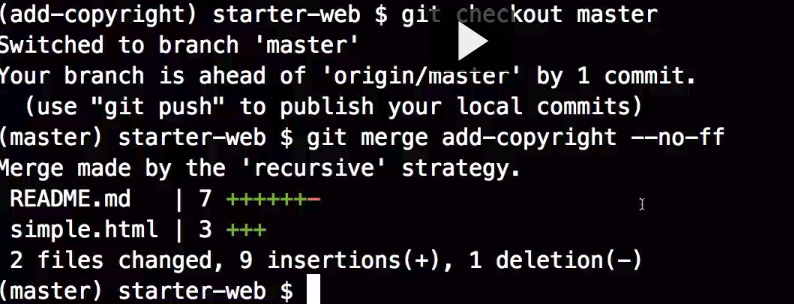 (add-copyright) starter-web $ git checkout master
Switched to branch 'master'
Your branch is ahead of 'origin/master' by 1 commit.
(use "git push" to publish your local commits)
(master) starter-web $ git merge add-copyright --no-ff
Merge made by the 'recursive' strategy.
README.md | 7 ++++++-
simple.html | 3 +++
2 files changed, 9 insertions(+), 1 deletion(-)
(master) starter-web $